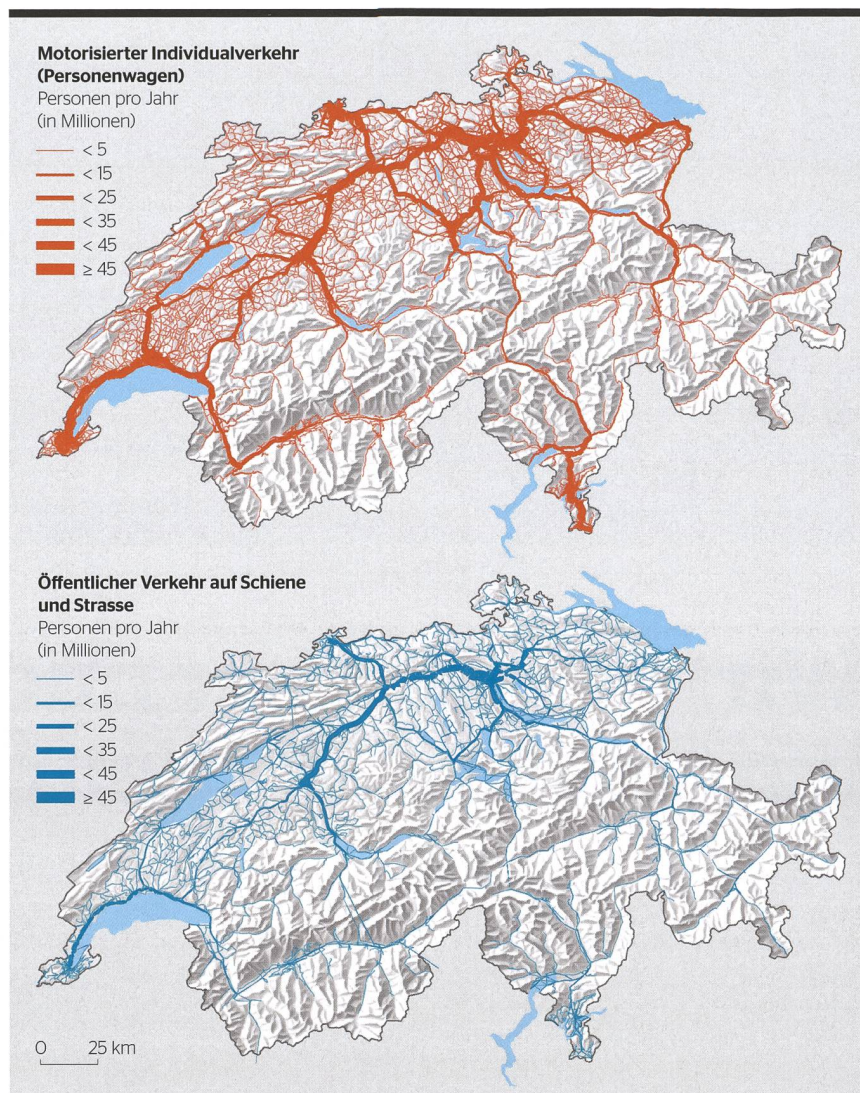 Motorisierter Individualverkehr
(Personenwagen)
Personen pro Jahr
(in Millionen)
< 5
< 15
< 25
< 35
< 45
≥ 45
Öffentlicher Verkehr auf Schiene
und Strasse
Personen pro Jahr
(in Millionen)
< 5
< 15
< 25
< 35
< 45
≥ 45
0 25 km